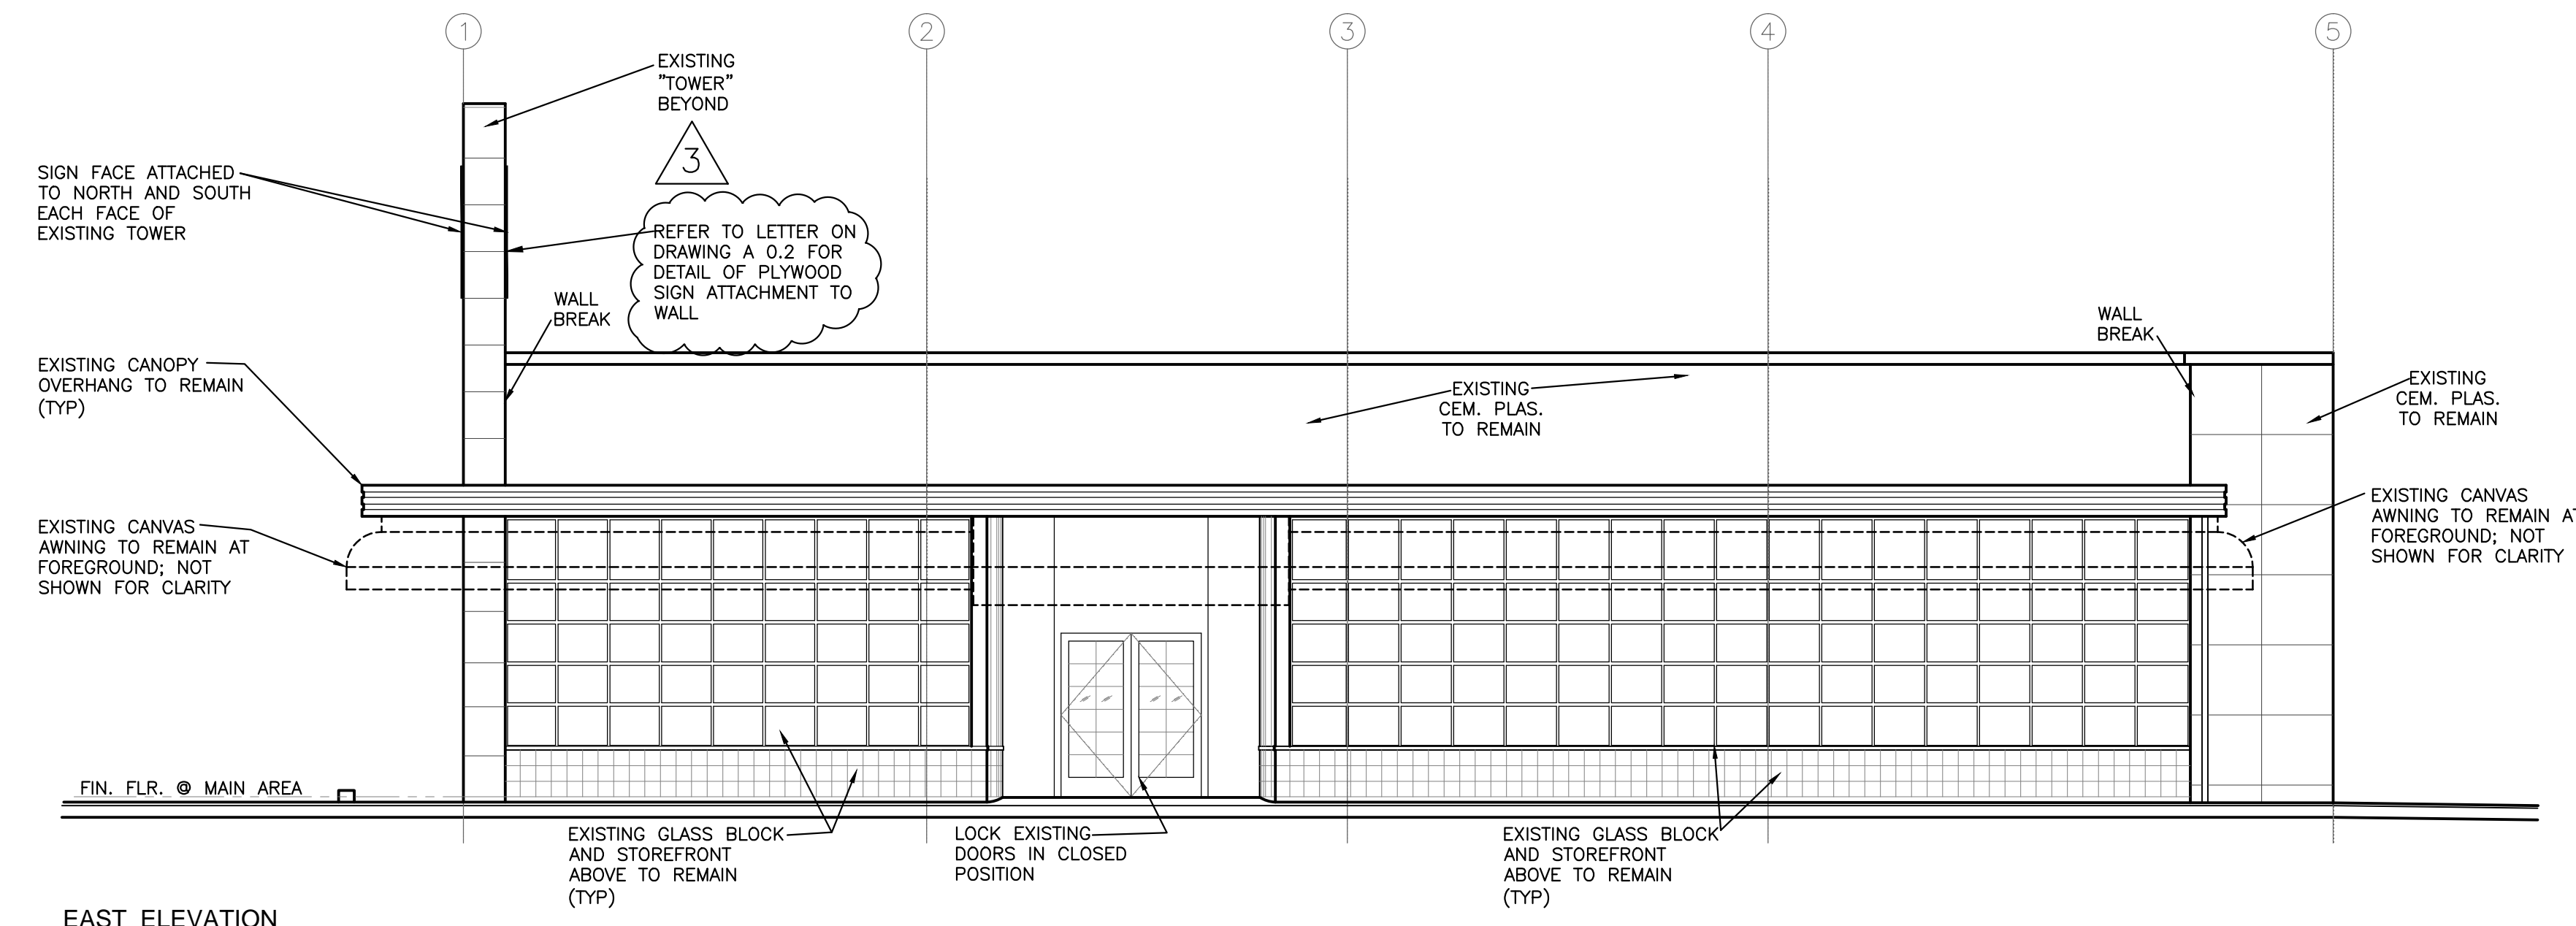 1
2
3
4
5
EXISTING
"TOWER"
BEYOND
3
SIGN FACE ATTACHED
TO NORTH AND SOUTH
EACH FACE OF
EXISTING TOWER
REFER TO LETTER ON
DRAWING A 0.2 FOR
DETAIL OF PLYWOOD
SIGN ATTACHMENT TO
WALL
WALL
BREAK
WALL
BREAK
EXISTING CANOPY
OVERHANG TO REMAIN
(TYP)
EXISTING
CEM. PLAS.
TO REMAIN
EXISTING
CEM. PLAS.
TO REMAIN
EXISTING CANVAS
AWNING TO REMAIN AT
FOREGROUND; NOT
SHOWN FOR CLARITY
EXISTING CANVAS
AWNING TO REMAIN AT
FOREGROUND; NOT
SHOWN FOR CLARITY
FIN. FLR. @ MAIN AREA
EXISTING GLASS BLOCK
AND STOREFRONT
ABOVE TO REMAIN
(TYP)
LOCK EXISTING
DOORS IN CLOSED
POSITION
EXISTING GLASS BLOCK
AND STOREFRONT
ABOVE TO REMAIN
(TYP)
EAST ELEVATION